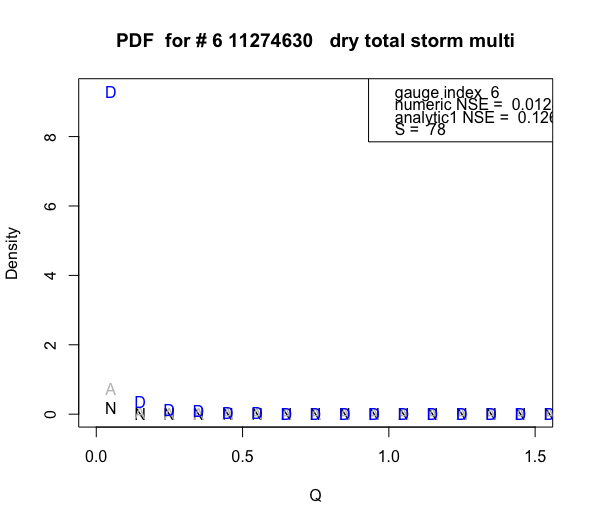 PDF for # 6 11274630 dry total storm multi
D
gauge index 6
numeric NSE = 0.012
analytic1 NSE = 0.126
S = 78
8
6
Density
4
2
A
N
D
0
N D D D D D D D D D D D D D D
0.0 0.5 1.0 1.5
Q